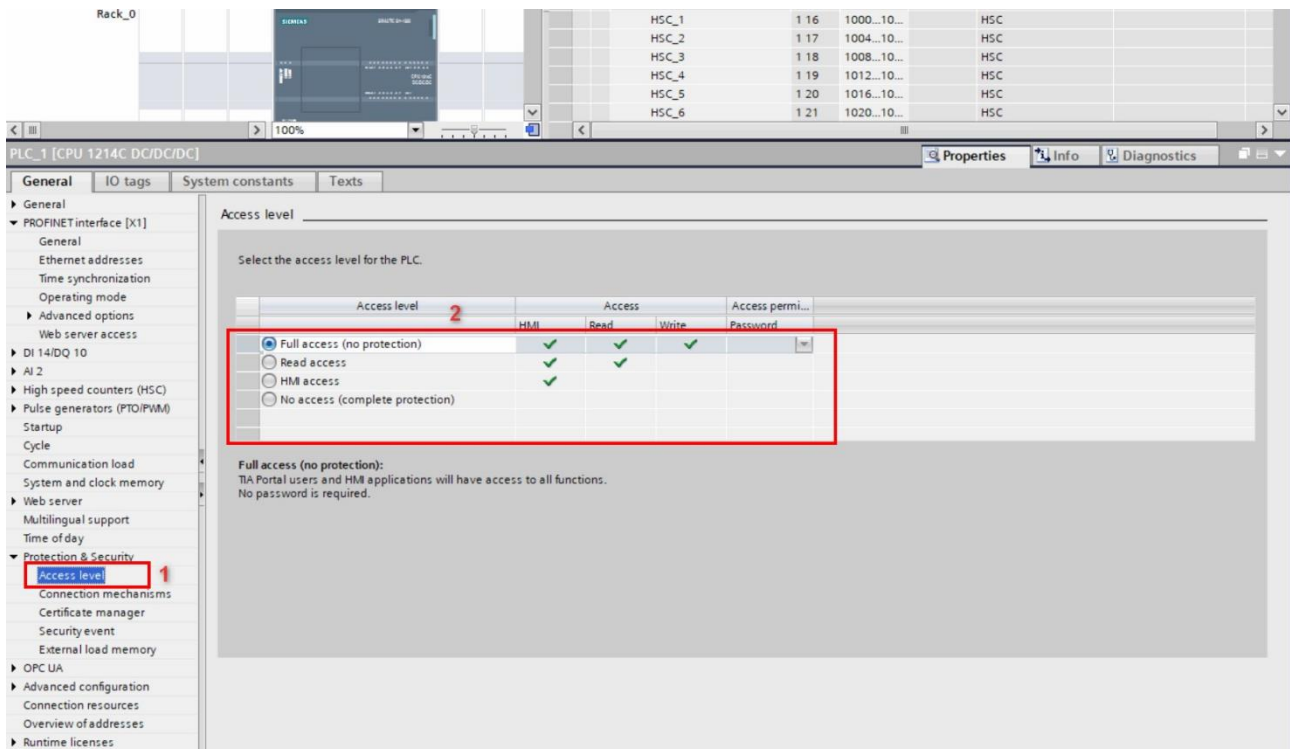 Rack_0
SIEMENS
HSC_1 1 16 1000...10... HSC
HSC_2 1 17 1004...10... HSC
HSC_3 1 18 1008...10... HSC
HSC_4 1 19 1012...10... HSC
HSC_5 1 20 1016...10... HSC
HSC_6 1 21 1020...10... HSC
100%
PLC_1 [CPU 1214C DC/DC/DC]
Properties Info Diagnostics
General IO tags System constants Texts
General
PROFINET interface [X1]
General
Ethernet addresses
Time synchronization
Operating mode
Advanced options
Web server access
DI 14/DQ 10
AI 2
High speed counters (HSC)
Pulse generators (PTO/PWM)
Startup
Cycle
Communication load
System and clock memory
Web server
Multilingual support
Time of day
Protection & Security
Access level 1
Connection mechanisms
Certificate manager
Security event
External load memory
OPC UA
Advanced configuration
Connection resources
Overview of addresses
Runtime licenses
Access level
Select the access level for the PLC.
Access level 2 Access Access permi...
HMI Read Write Password
Full access (no protection)
Read access
HMI access
No access (complete protection)
Full access (no protection):
TIA Portal users and HMI applications will have access to all functions.
No password is required.